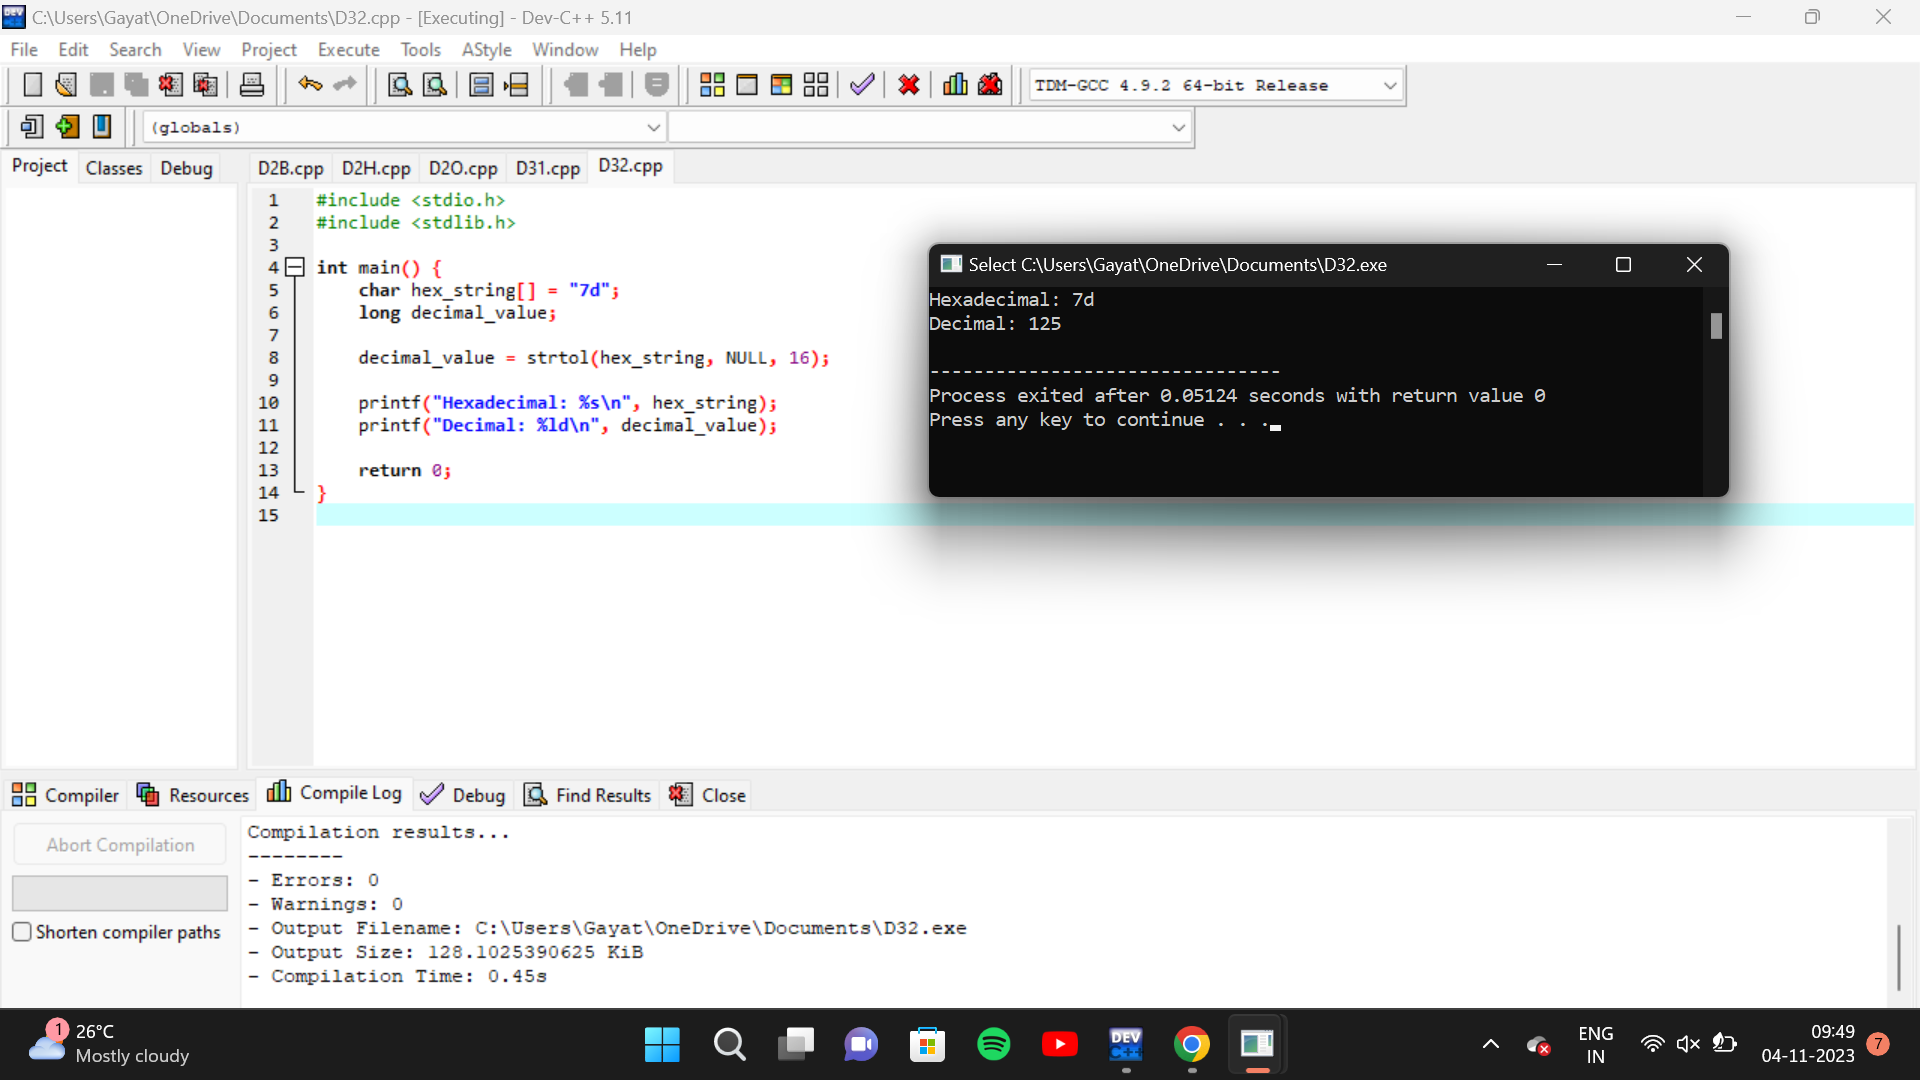 C:\Users\Gayat\OneDrive\Documents\D32.cpp - [Executing] - Dev-C++ 5.11
File Edit Search View Project Execute Tools AStyle Window Help
TDM-GCC 4.9.2 64-bit Release
(globals)
Project Classes Debug
D2B.cpp D2H.cpp D2O.cpp D31.cpp D32.cpp
1 #include <stdio.h>
2 #include <stdlib.h>
3
4 int main() {
5 char hex_string[] = "7d";
6 long decimal_value;
7
8 decimal_value = strtol(hex_string, NULL, 16);
9
10 printf("Hexadecimal: %s\n", hex_string);
11 printf("Decimal: %ld\n", decimal_value);
12
13 return 0;
14 }
15
Select C:\Users\Gayat\OneDrive\Documents\D32.exe
Hexadecimal: 7d
Decimal: 125
--------------------------------
Process exited after 0.05124 seconds with return value 0
Press any key to continue . . .
Compiler Resources Compile Log Debug Find Results Close
Abort Compilation
Shorten compiler paths
Compilation results...
--------
- Errors: 0
- Warnings: 0
- Output Filename: C:\Users\Gayat\OneDrive\Documents\D32.exe
- Output Size: 128.1025390625 KiB
- Compilation Time: 0.45s
1
26°C
Mostly cloudy
DEV
C++
ENG
IN
09:49
04-11-2023
7